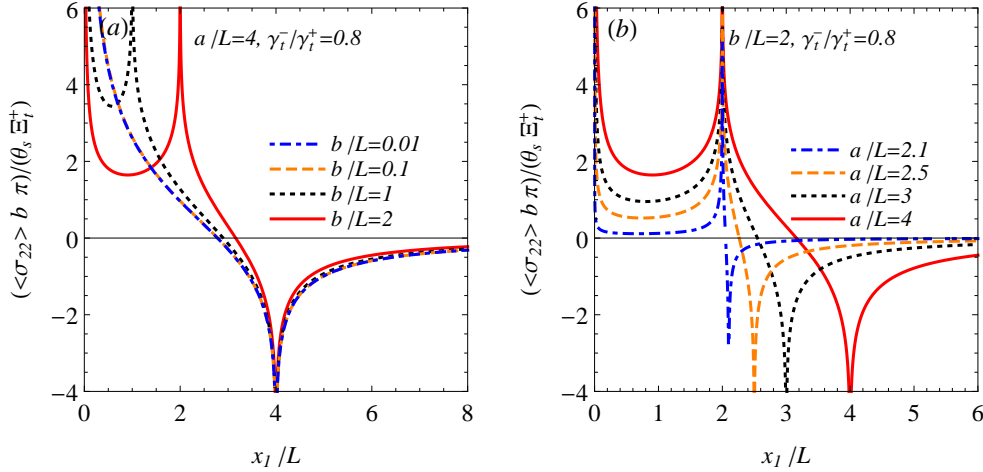 (a)
a/L=4, γt−/γt+=0.8
(<σ22> b π)/(θs Ξt+)
6
4
2
0
−2
−4
b/L=0.01
b/L=0.1
b/L=1
b/L=2
0 2 4 6 8
x1/L
(b)
b/L=2, γt−/γt+=0.8
(<σ22> b π)/(θs Ξt+)
6
4
2
0
−2
−4
a/L=2.1
a/L=2.5
a/L=3
a/L=4
0 1 2 3 4 5 6
x1/L